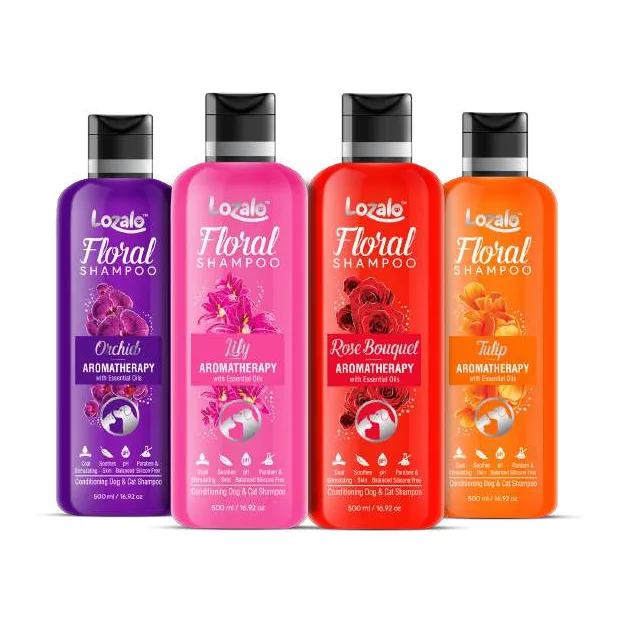 Lozalo™
Floral
SHAMPOO
Orchid
AROMATHERAPY
with Essential Oils
Coat Stimulating
Soothes Skin
pH Balanced
Paraben & Silicone Free
Conditioning Dog & Cat Shampoo
500 ml / 16.92 oz
Lozalo™
Floral
SHAMPOO
Lily
AROMATHERAPY
with Essential Oils
Coat Stimulating
Soothes Skin
pH Balanced
Paraben & Silicone Free
Conditioning Dog & Cat Shampoo
500 ml / 16.92 oz
Lozalo™
Floral
SHAMPOO
Rose Bouquet
AROMATHERAPY
with Essential Oils
Coat Stimulating
Soothes Skin
pH Balanced
Paraben & Silicone Free
Conditioning Dog & Cat Shampoo
500 ml / 16.92 oz
Lozalo™
Floral
SHAMPOO
Tulip
AROMATHERAPY
with Essential Oils
Coat Stimulating
Soothes Skin
pH Balanced
Paraben & Silicone Free
Conditioning Dog & Cat Shampoo
500 ml / 16.92 oz